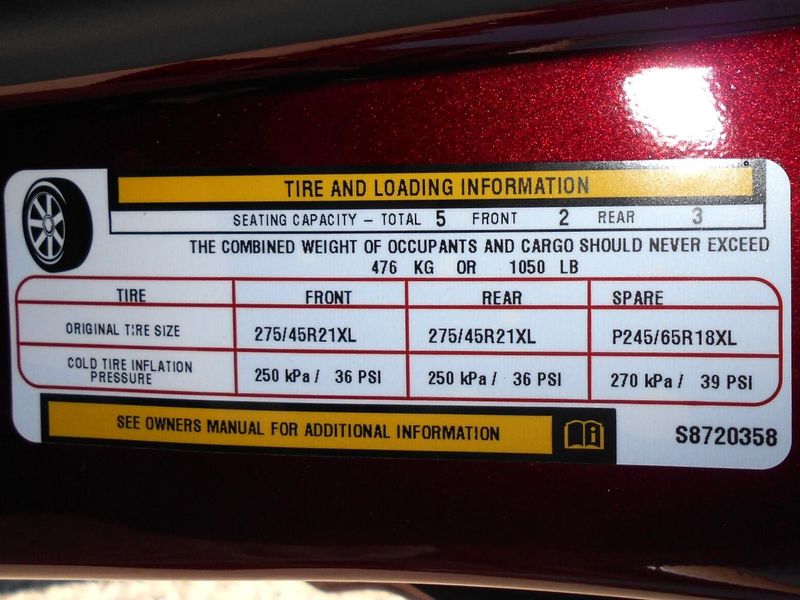 TIRE AND LOADING INFORMATION
SEATING CAPACITY – TOTAL 5 FRONT 2 REAR 3
THE COMBINED WEIGHT OF OCCUPANTS AND CARGO SHOULD NEVER EXCEED
476 KG OR 1050 LB
TIRE FRONT REAR SPARE
ORIGINAL TIRE SIZE 275/45R21XL 275/45R21XL P245/65R18XL
COLD TIRE INFLATION
PRESSURE 250 kPa / 36 PSI 250 kPa / 36 PSI 270 kPa / 39 PSI
SEE OWNERS MANUAL FOR ADDITIONAL INFORMATION
S8720358